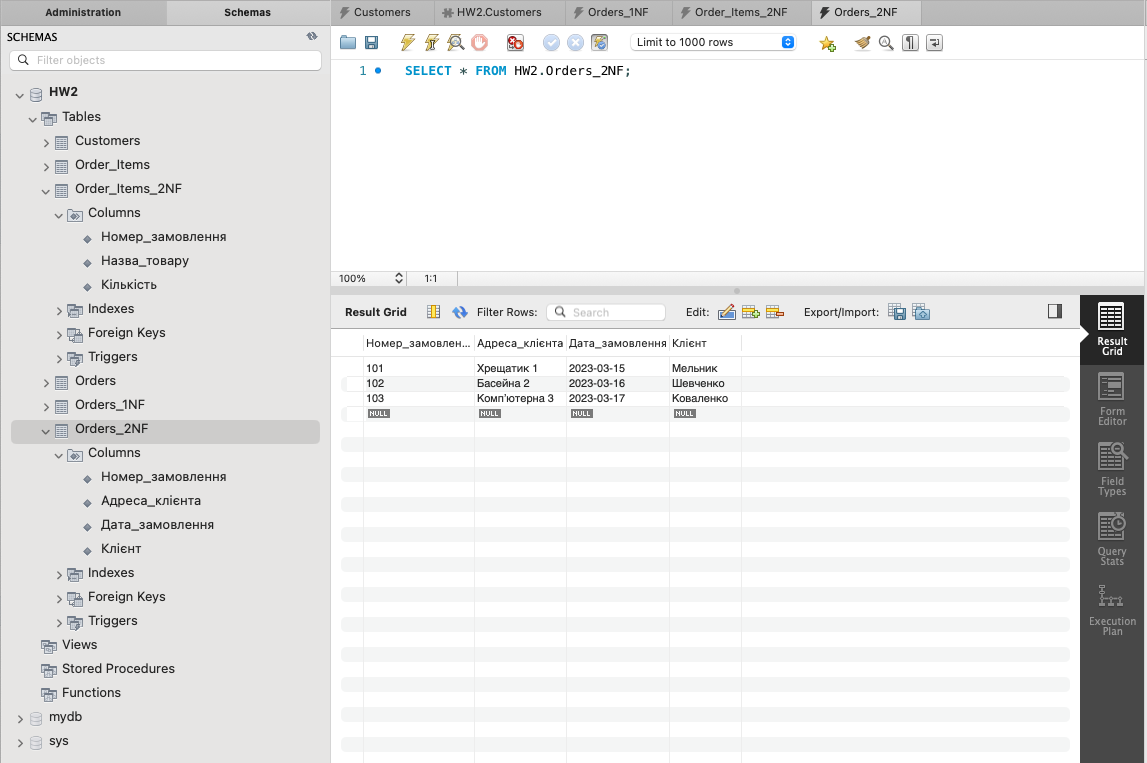 Administration
Schemas
Customers
HW2.Customers
Orders_1NF
Order_Items_2NF
Orders_2NF
SCHEMAS
Filter objects
HW2
Tables
Customers
Order_Items
Order_Items_2NF
Columns
Номер_замовлення
Назва_товару
Кількість
Indexes
Foreign Keys
Triggers
Orders
Orders_1NF
Orders_2NF
Columns
Номер_замовлення
Адреса_клієнта
Дата_замовлення
Клієнт
Indexes
Foreign Keys
Triggers
Views
Stored Procedures
Functions
mydb
sys
Limit to 1000 rows
1 SELECT * FROM HW2.Orders_2NF;
100% 1:1
Result Grid Filter Rows: Search Edit: Export/Import:
Номер_замовлен... Адреса_клієнта Дата_замовлення Клієнт
101 Хрещатик 1 2023-03-15 Мельник
102 Басейна 2 2023-03-16 Шевченко
103 Комп'ютерна 3 2023-03-17 Коваленко
NULL NULL NULL NULL
Result
Grid
Form
Editor
Field
Types
Query
Stats
Execution
Plan